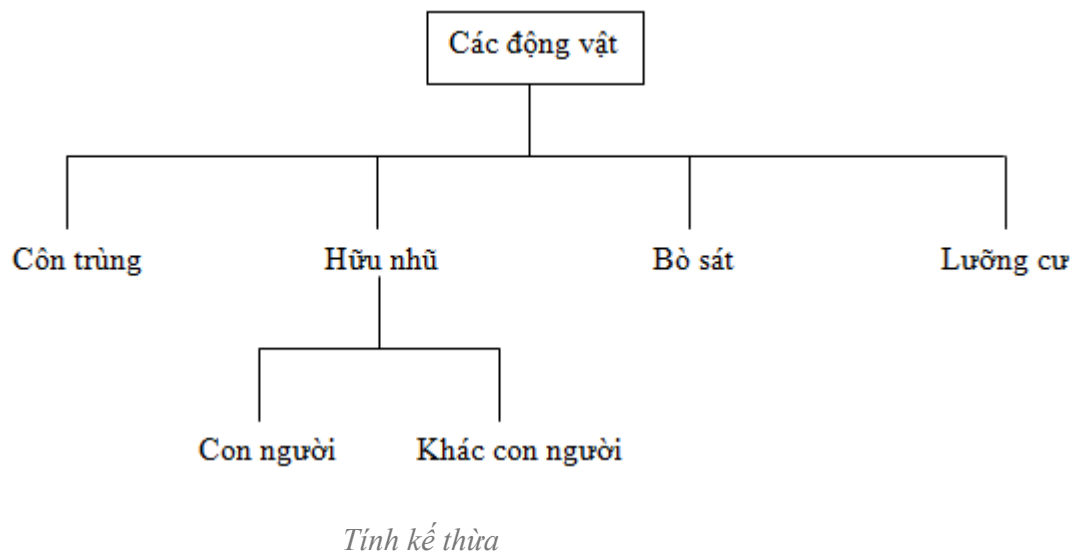 Các động vật
Côn trùng Hữu nhũ Bò sát Lưỡng cư
Con người Khác con người
Tính kế thừa